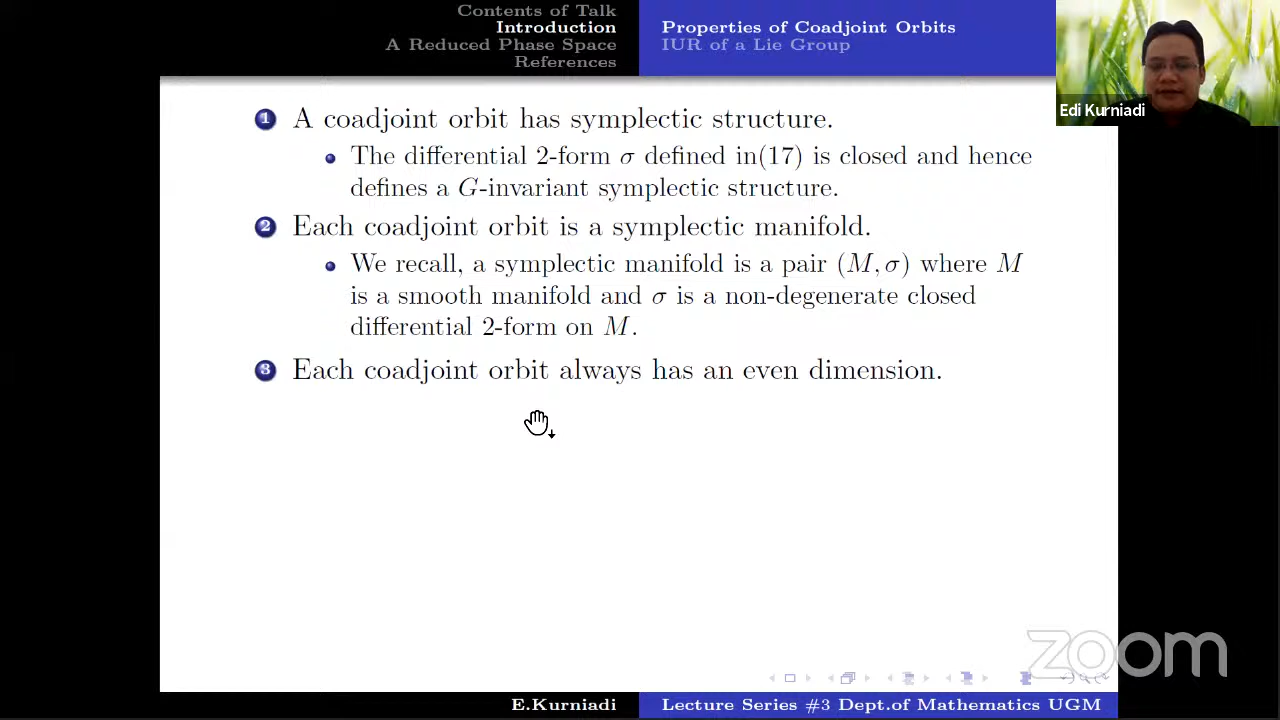 Contents of Talk
Introduction
A Reduced Phase Space
References
Properties of Coadjoint Orbits
IUR of a Lie Group
Edi Kurniadi
1 A coadjoint orbit has symplectic structure.
• The differential 2-form σ defined in(17) is closed and hence
defines a G-invariant symplectic structure.
2 Each coadjoint orbit is a symplectic manifold.
• We recall, a symplectic manifold is a pair (M, σ) where M
is a smooth manifold and σ is a non-degenerate closed
differential 2-form on M.
3 Each coadjoint orbit always has an even dimension.
zoom
E.Kurniadi
Lecture Series #3 Dept.of Mathematics UGM